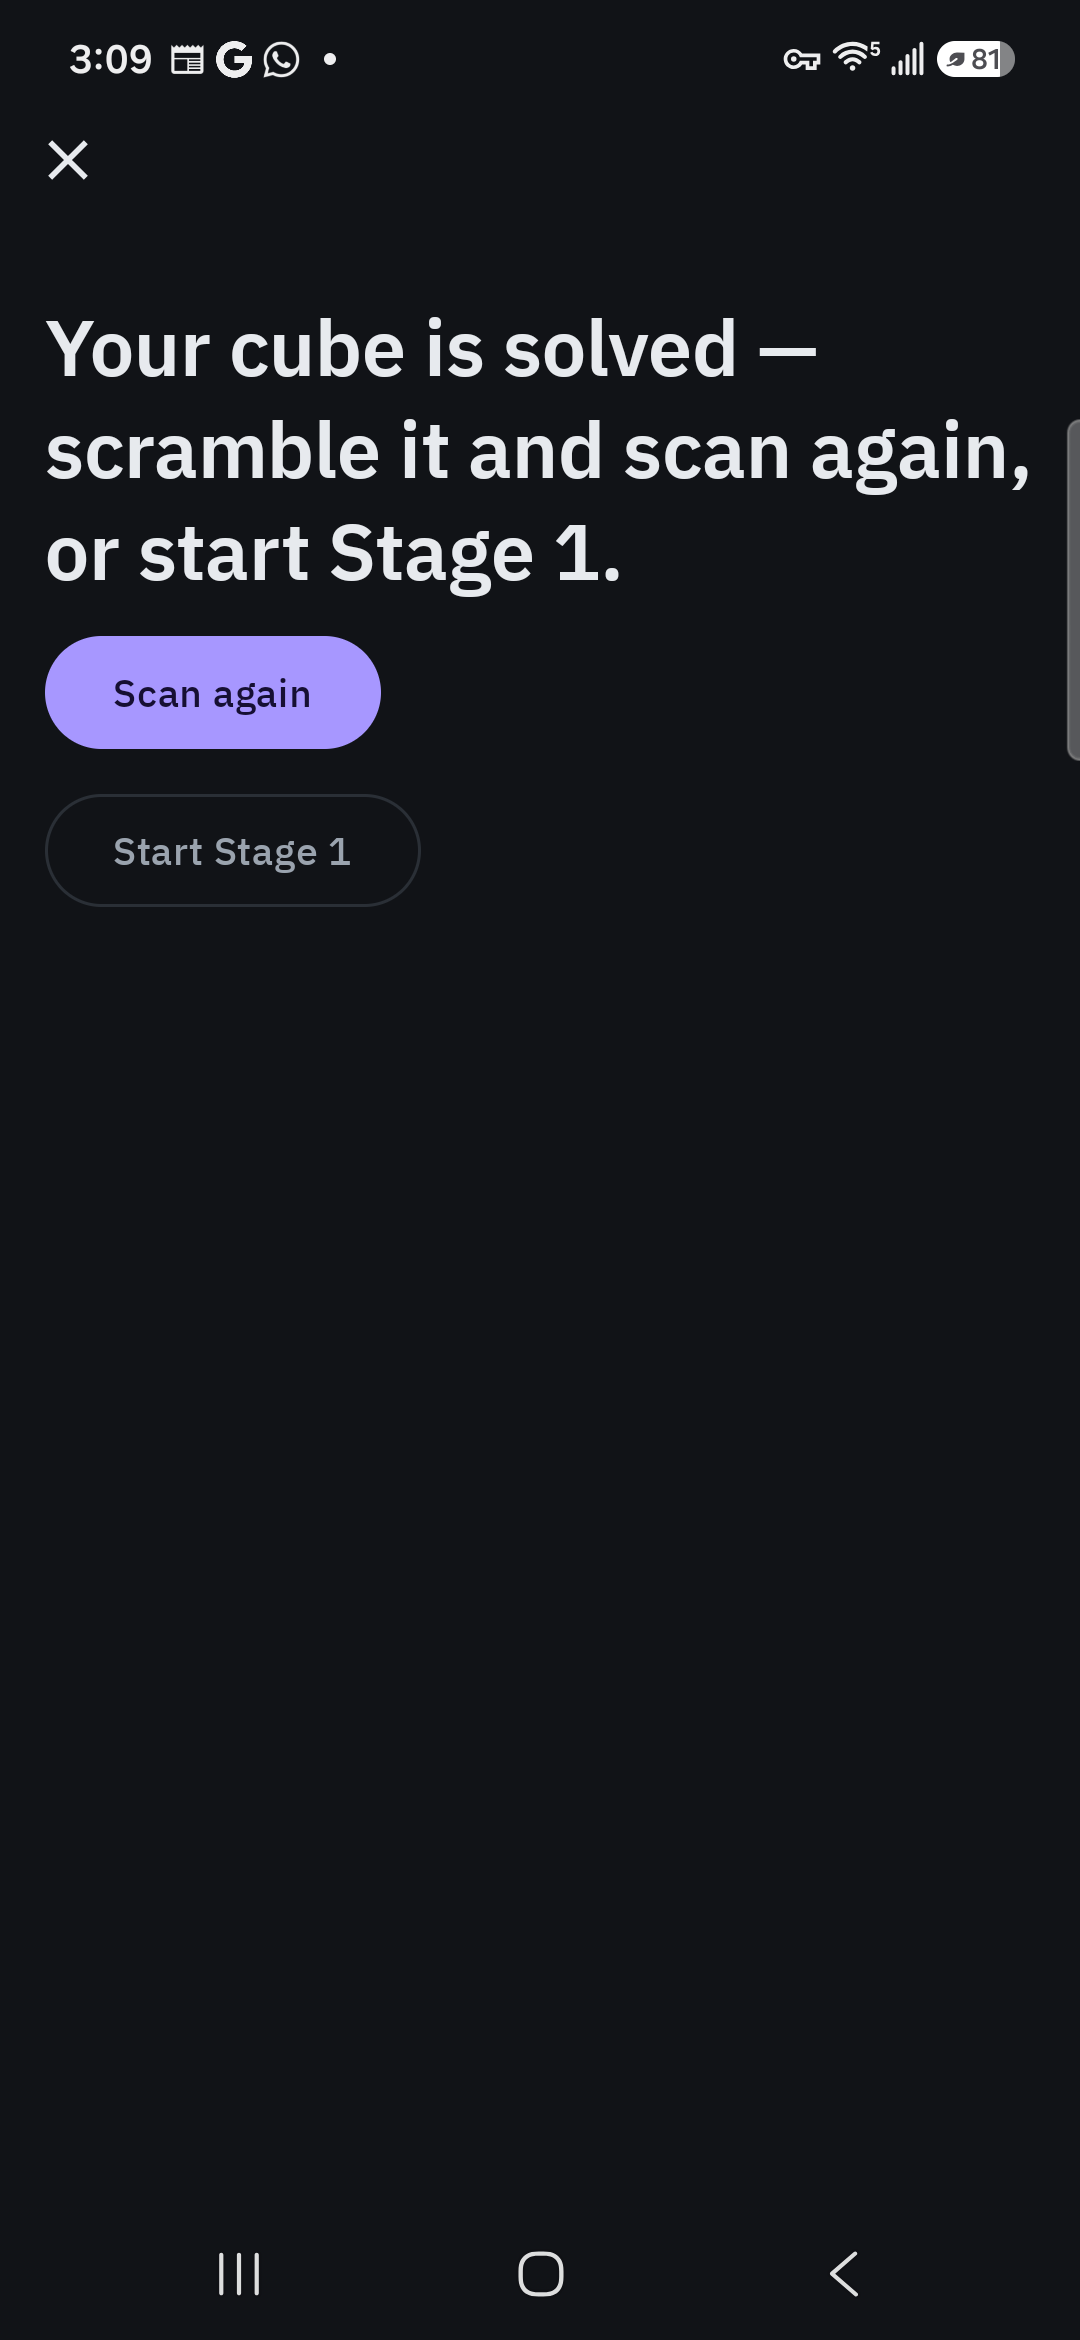 3:09
5
81
Your cube is solved —
scramble it and scan again,
or start Stage 1.
Scan again
Start Stage 1